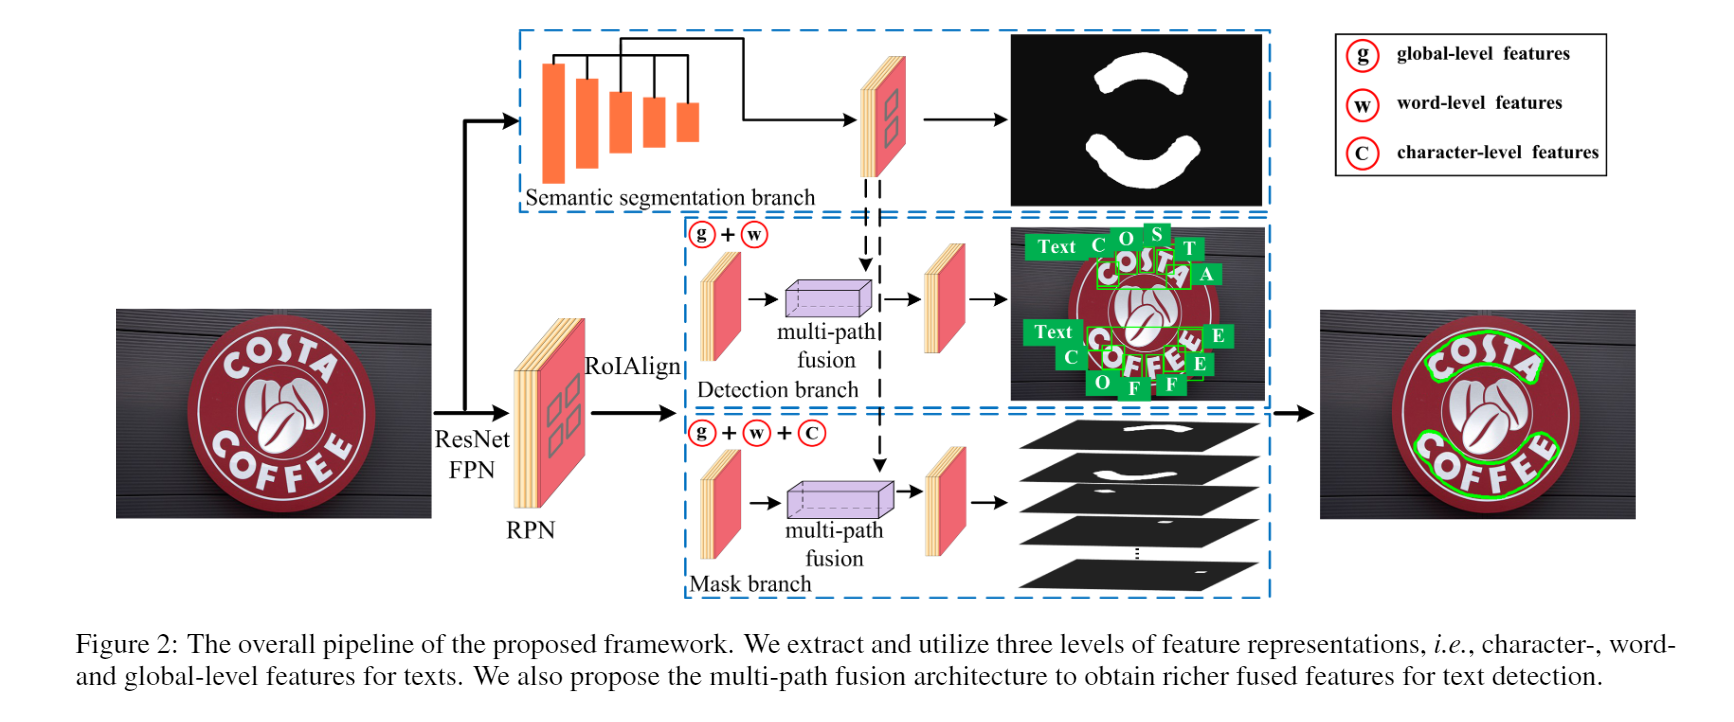 g global-level features
w word-level features
C character-level features
Semantic segmentation branch
g + w
multi-path
fusion
Detection branch
Text C O S T A
Text C O F F E E
COSTA
COFFEE
COSTA
COFFEE
ResNet
FPN
RPN
RoIAlign
g + w + C
multi-path
fusion
Mask branch
COSTA
COFFEE
Figure 2: The overall pipeline of the proposed framework. We extract and utilize three levels of feature representations, i.e., character-, word-
and global-level features for texts. We also propose the multi-path fusion architecture to obtain richer fused features for text detection.